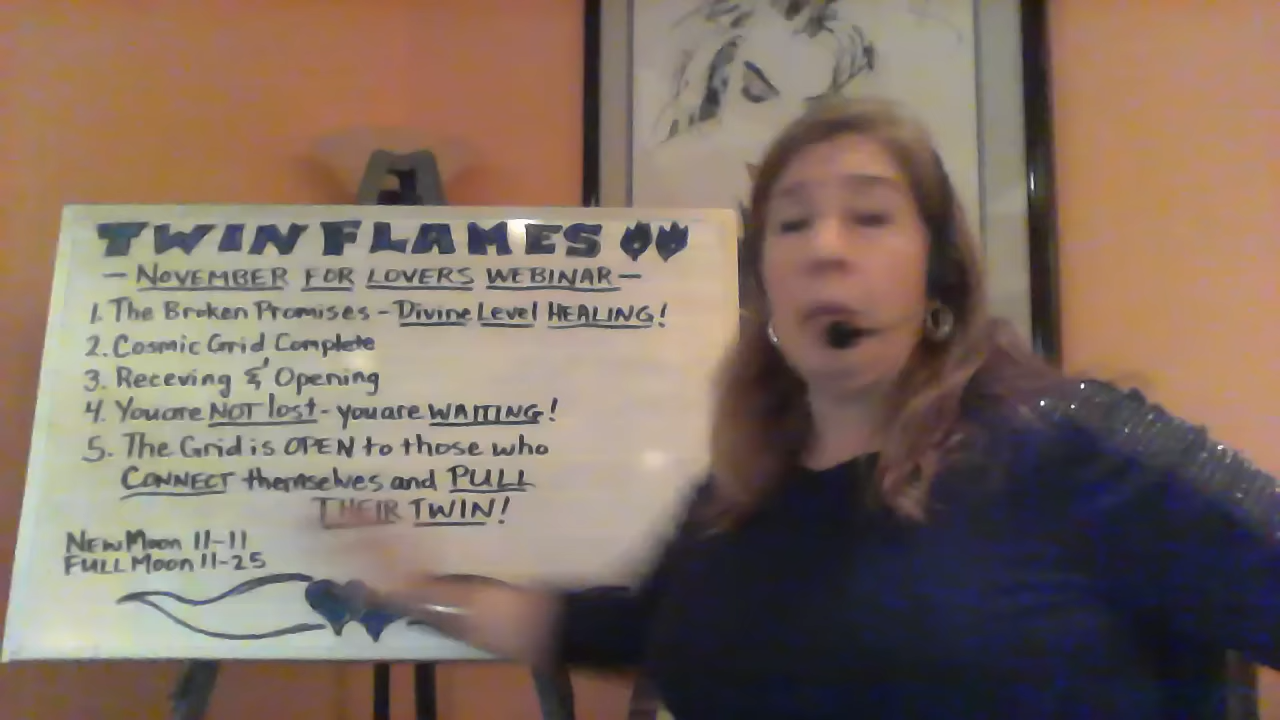 TWIN FLAMES
- NOVEMBER FOR LOVERS WEBINAR -
1. The Broken Promises - Divine Level HEALING!
2. Cosmic Grid Complete
3. Receving & Opening
4. You are NOT lost - you are WAITING!
5. The Grid is OPEN to those who
CONNECT themselves and PULL
THEIR TWIN!
NEW Moon 11-11
FULL Moon 11-25